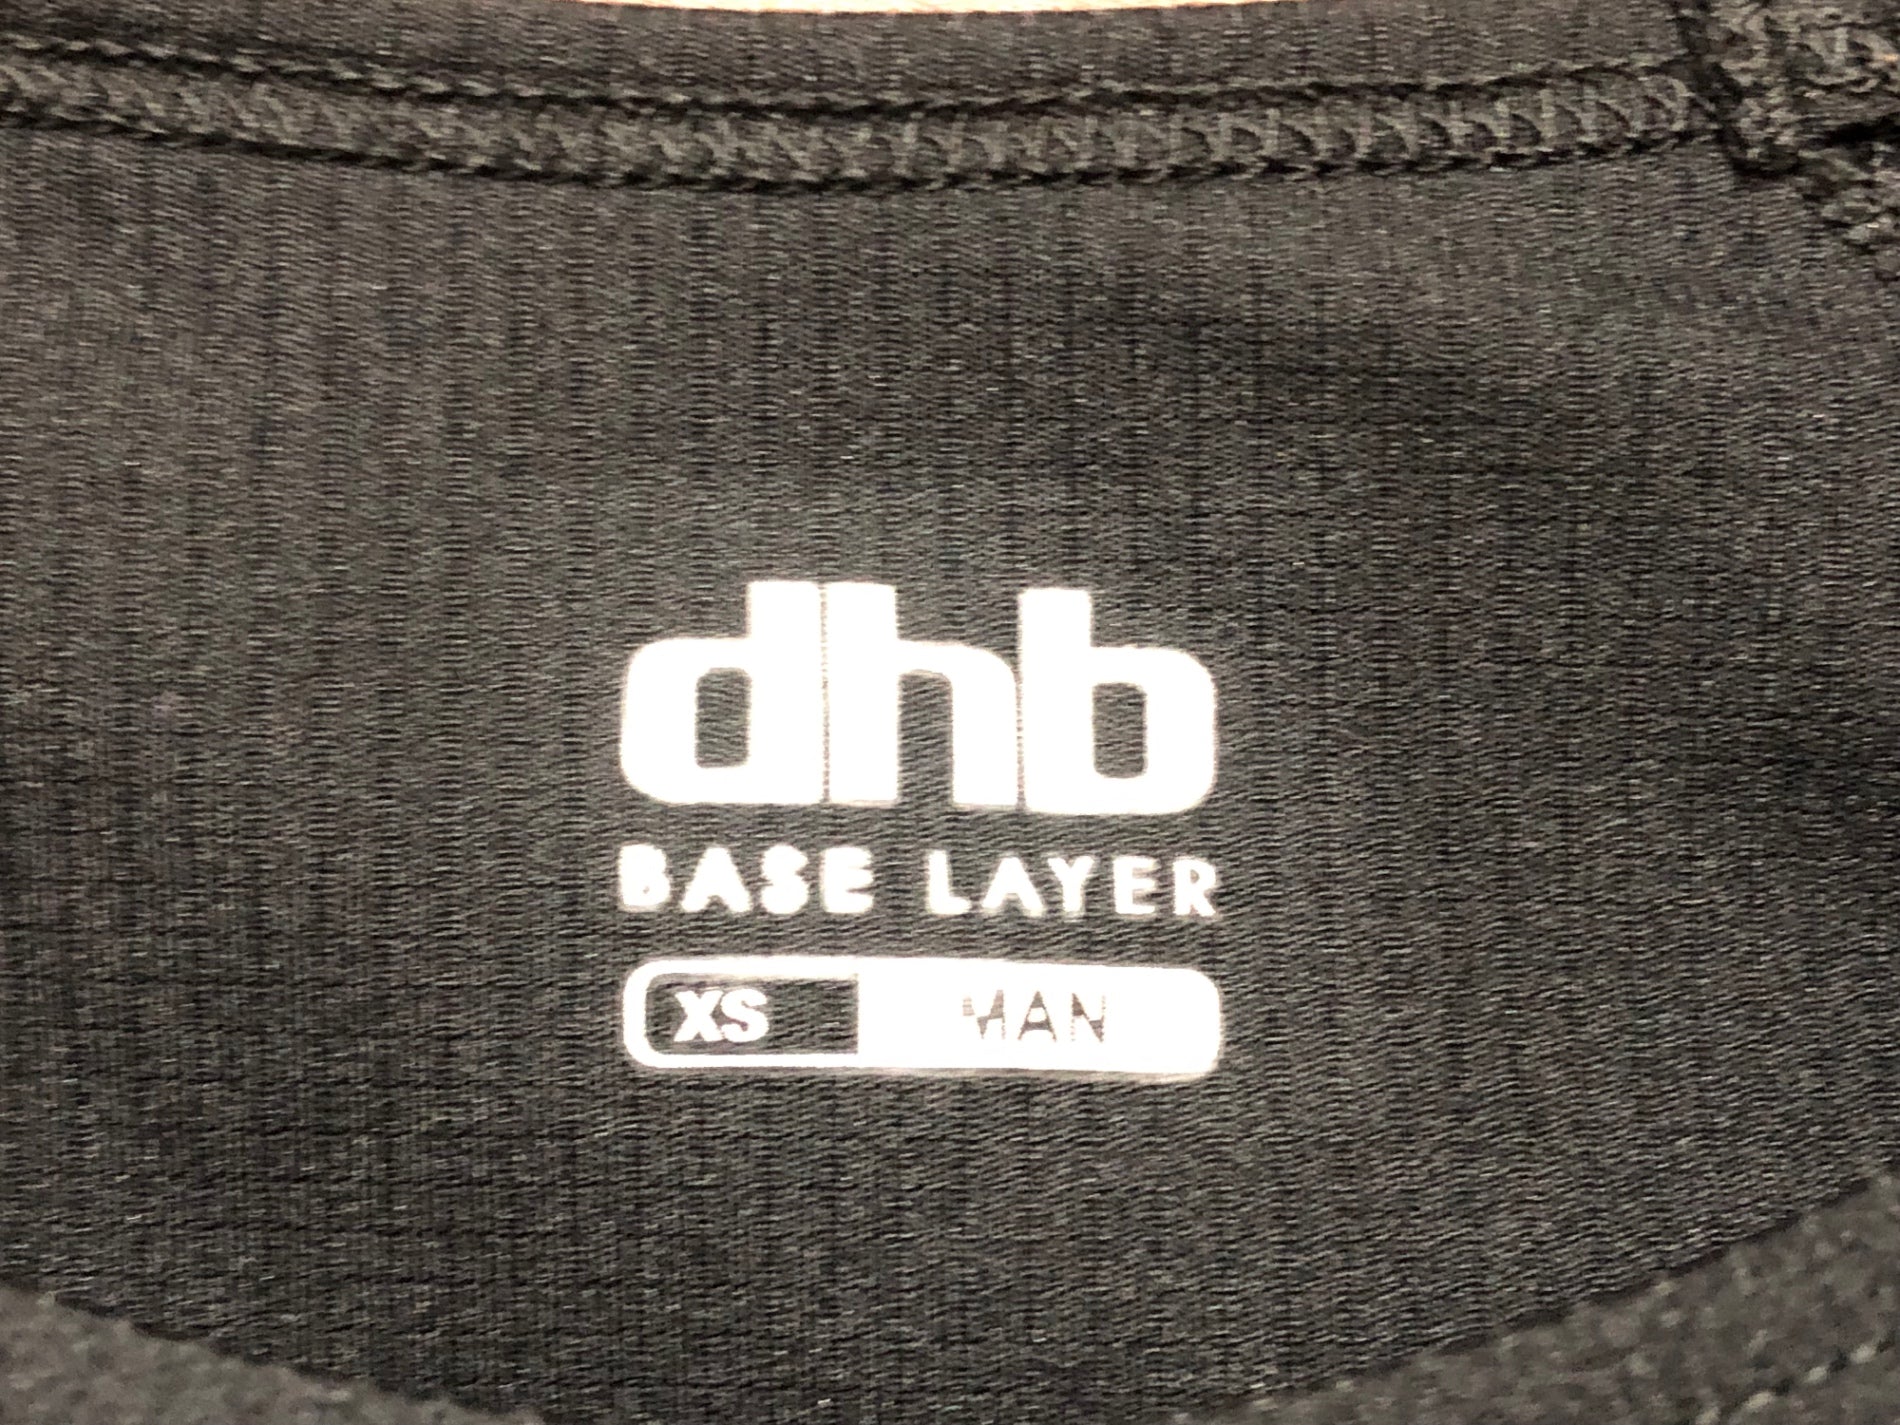 dhb
BASE LAYER
XS MAN